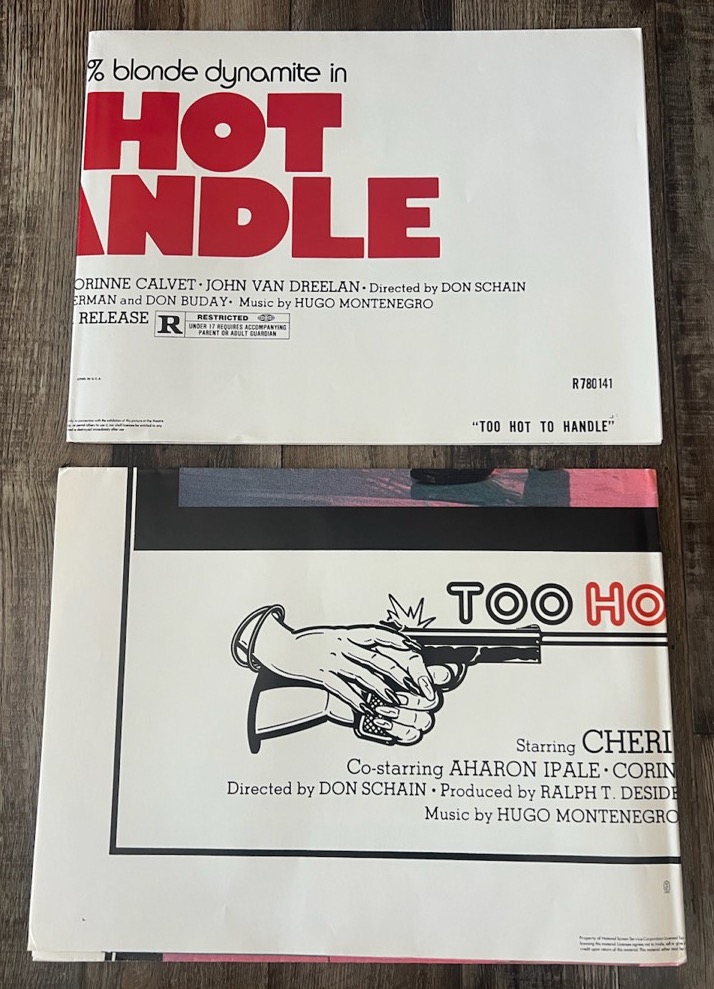 % blonde dynamite in
HOT
ANDLE
ORINNE CALVET • JOHN VAN DREELAN • Directed by DON SCHAIN
ERMAN and DON BUDAY • Music by HUGO MONTENEGRO
RELEASE R RESTRICTED
UNDER 17 REQUIRES ACCOMPANYING
PARENT OR ADULT GUARDIAN
R780141
"TOO HOT TO HANDLE"
TOO HO
Starring CHERI
Co-starring AHARON IPALE • CORIN
Directed by DON SCHAIN • Produced by RALPH T. DESIDE
Music by HUGO MONTENEGRO